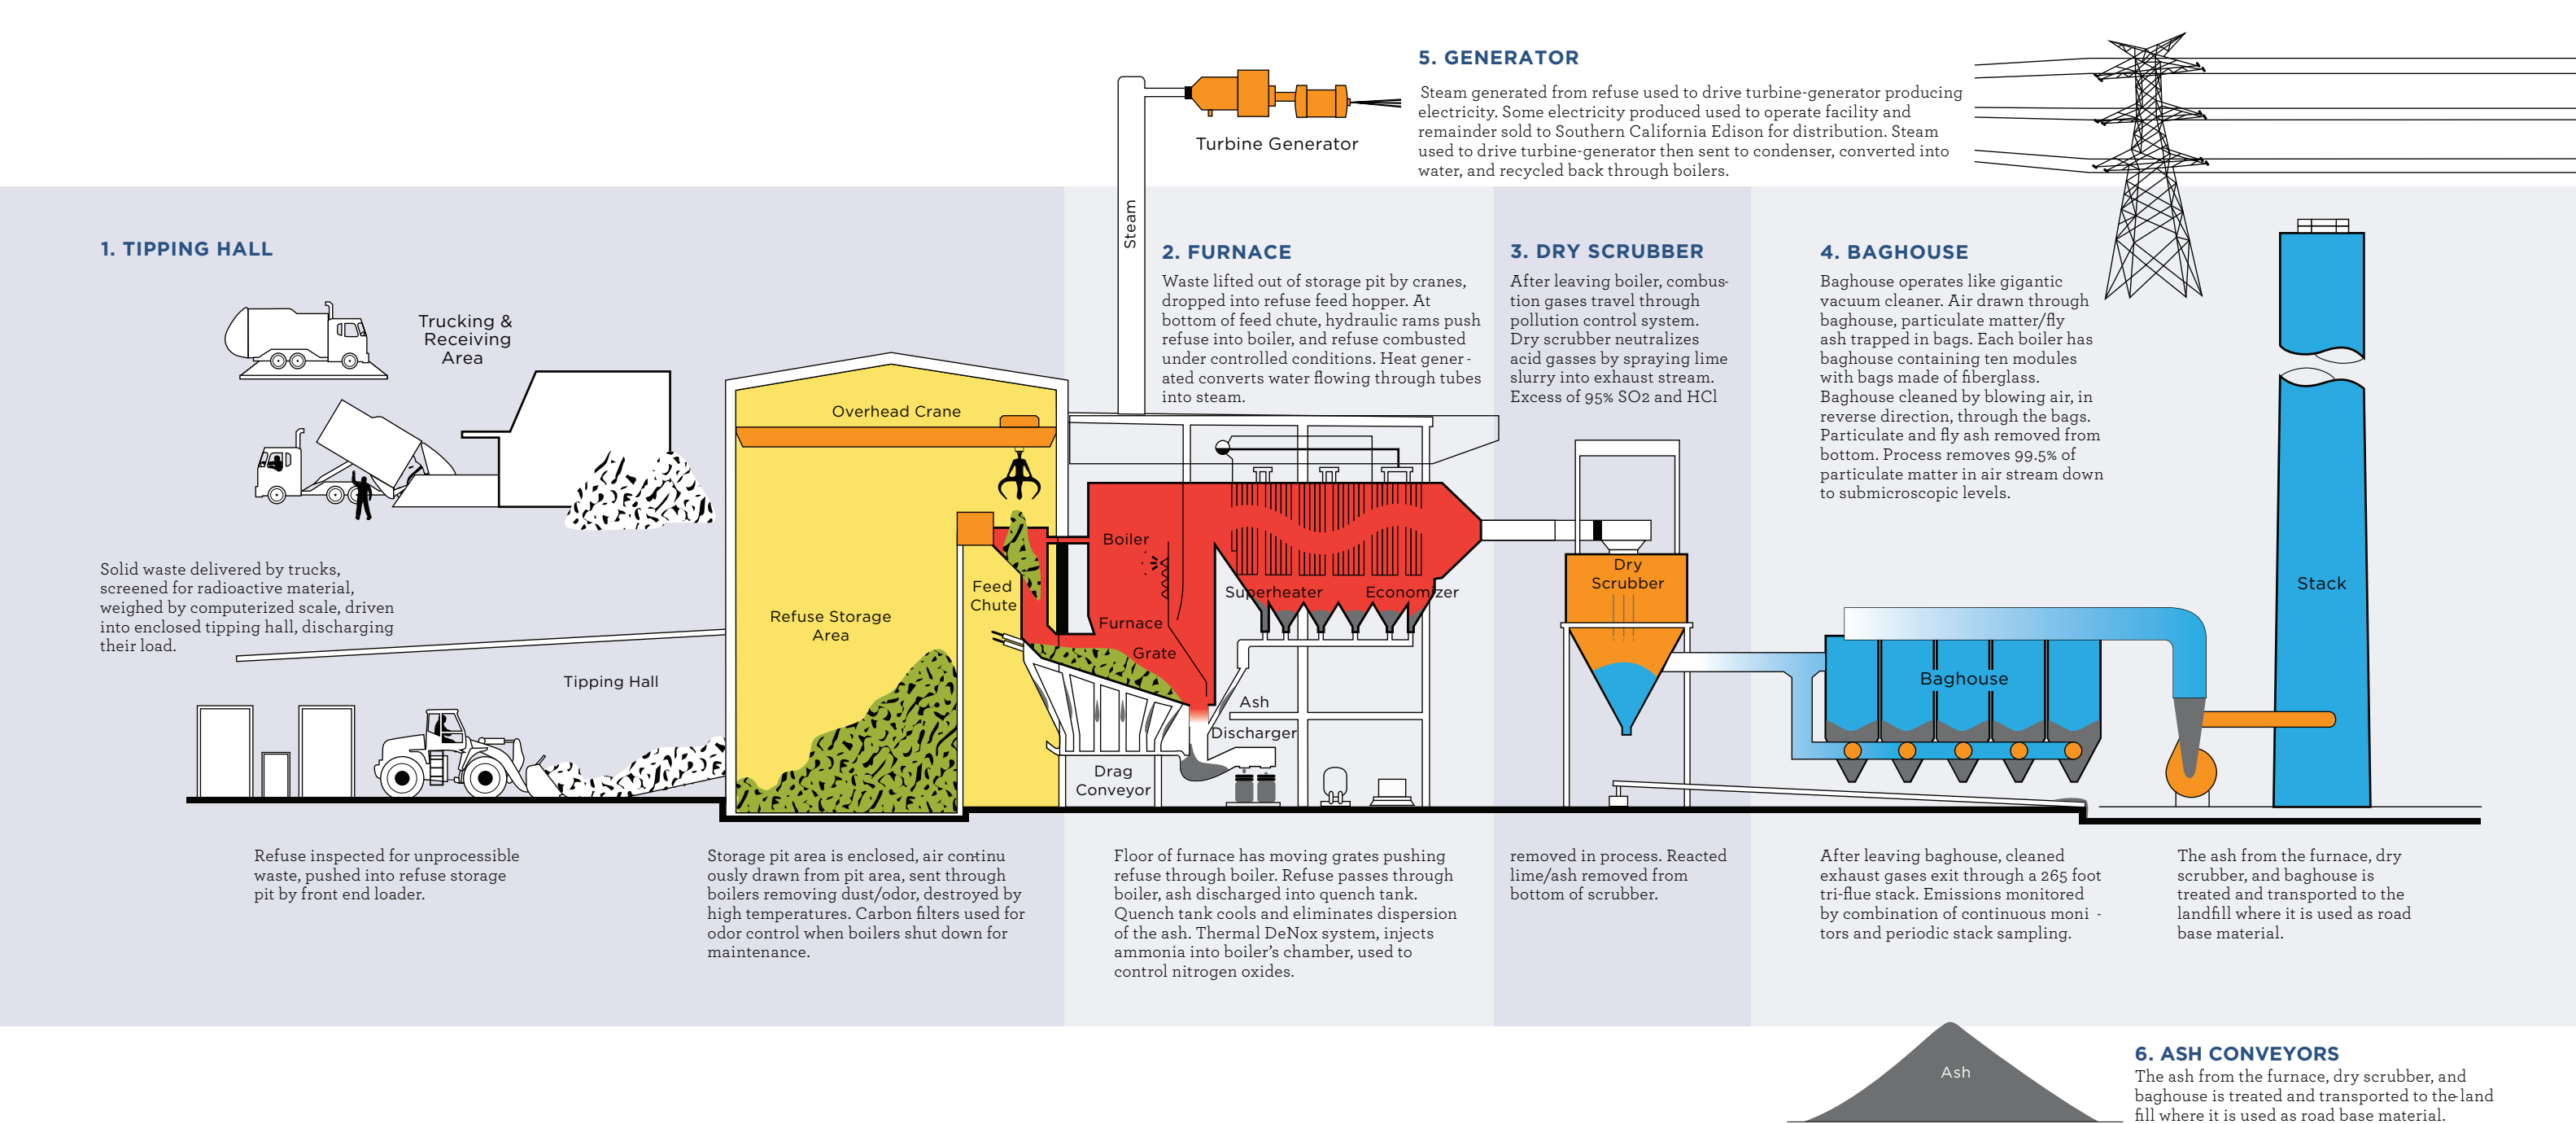 5. GENERATOR
Steam generated from refuse used to drive turbine-generator producing
electricity. Some electricity produced used to operate facility and
remainder sold to Southern California Edison for distribution. Steam
used to drive turbine-generator then sent to condenser, converted into
water, and recycled back through boilers.
Turbine Generator
Steam
1. TIPPING HALL
Trucking &
Receiving
Area
Solid waste delivered by trucks,
screened for radioactive material,
weighed by computerized scale, driven
into enclosed tipping hall, discharging
their load.
Tipping Hall
Refuse inspected for unprocessible
waste, pushed into refuse storage
pit by front end loader.
Overhead Crane
Refuse Storage
Area
Feed
Chute
Storage pit area is enclosed, air continu
ously drawn from pit area, sent through
boilers removing dust/odor, destroyed by
high temperatures. Carbon filters used for
odor control when boilers shut down for
maintenance.
2. FURNACE
Waste lifted out of storage pit by cranes,
dropped into refuse feed hopper. At
bottom of feed chute, hydraulic rams push
refuse into boiler, and refuse combusted
under controlled conditions. Heat gener -
ated converts water flowing through tubes
into steam.
Boiler
Superheater
Economizer
Furnace
Grate
Ash
Discharger
Drag
Conveyor
Floor of furnace has moving grates pushing
refuse through boiler. Refuse passes through
boiler, ash discharged into quench tank.
Quench tank cools and eliminates dispersion
of the ash. Thermal DeNox system, injects
ammonia into boiler's chamber, used to
control nitrogen oxides.
3. DRY SCRUBBER
After leaving boiler, combus-
tion gases travel through
pollution control system.
Dry scrubber neutralizes
acid gasses by spraying lime
slurry into exhaust stream.
Excess of 95% SO2 and HCl
Dry
Scrubber
removed in process. Reacted
lime/ash removed from
bottom of scrubber.
4. BAGHOUSE
Baghouse operates like gigantic
vacuum cleaner. Air drawn through
baghouse, particulate matter/fly
ash trapped in bags. Each boiler has
baghouse containing ten modules
with bags made of fiberglass.
Baghouse cleaned by blowing air, in
reverse direction, through the bags.
Particulate and fly ash removed from
bottom. Process removes 99.5% of
particulate matter in air stream down
to submicroscopic levels.
Baghouse
Stack
After leaving baghouse, cleaned
exhaust gases exit through a 265 foot
tri-flue stack. Emissions monitored
by combination of continuous moni -
tors and periodic stack sampling.
The ash from the furnace, dry
scrubber, and baghouse is
treated and transported to the
landfill where it is used as road
base material.
Ash
6. ASH CONVEYORS
The ash from the furnace, dry scrubber, and
baghouse is treated and transported to the-land
fill where it is used as road base material.